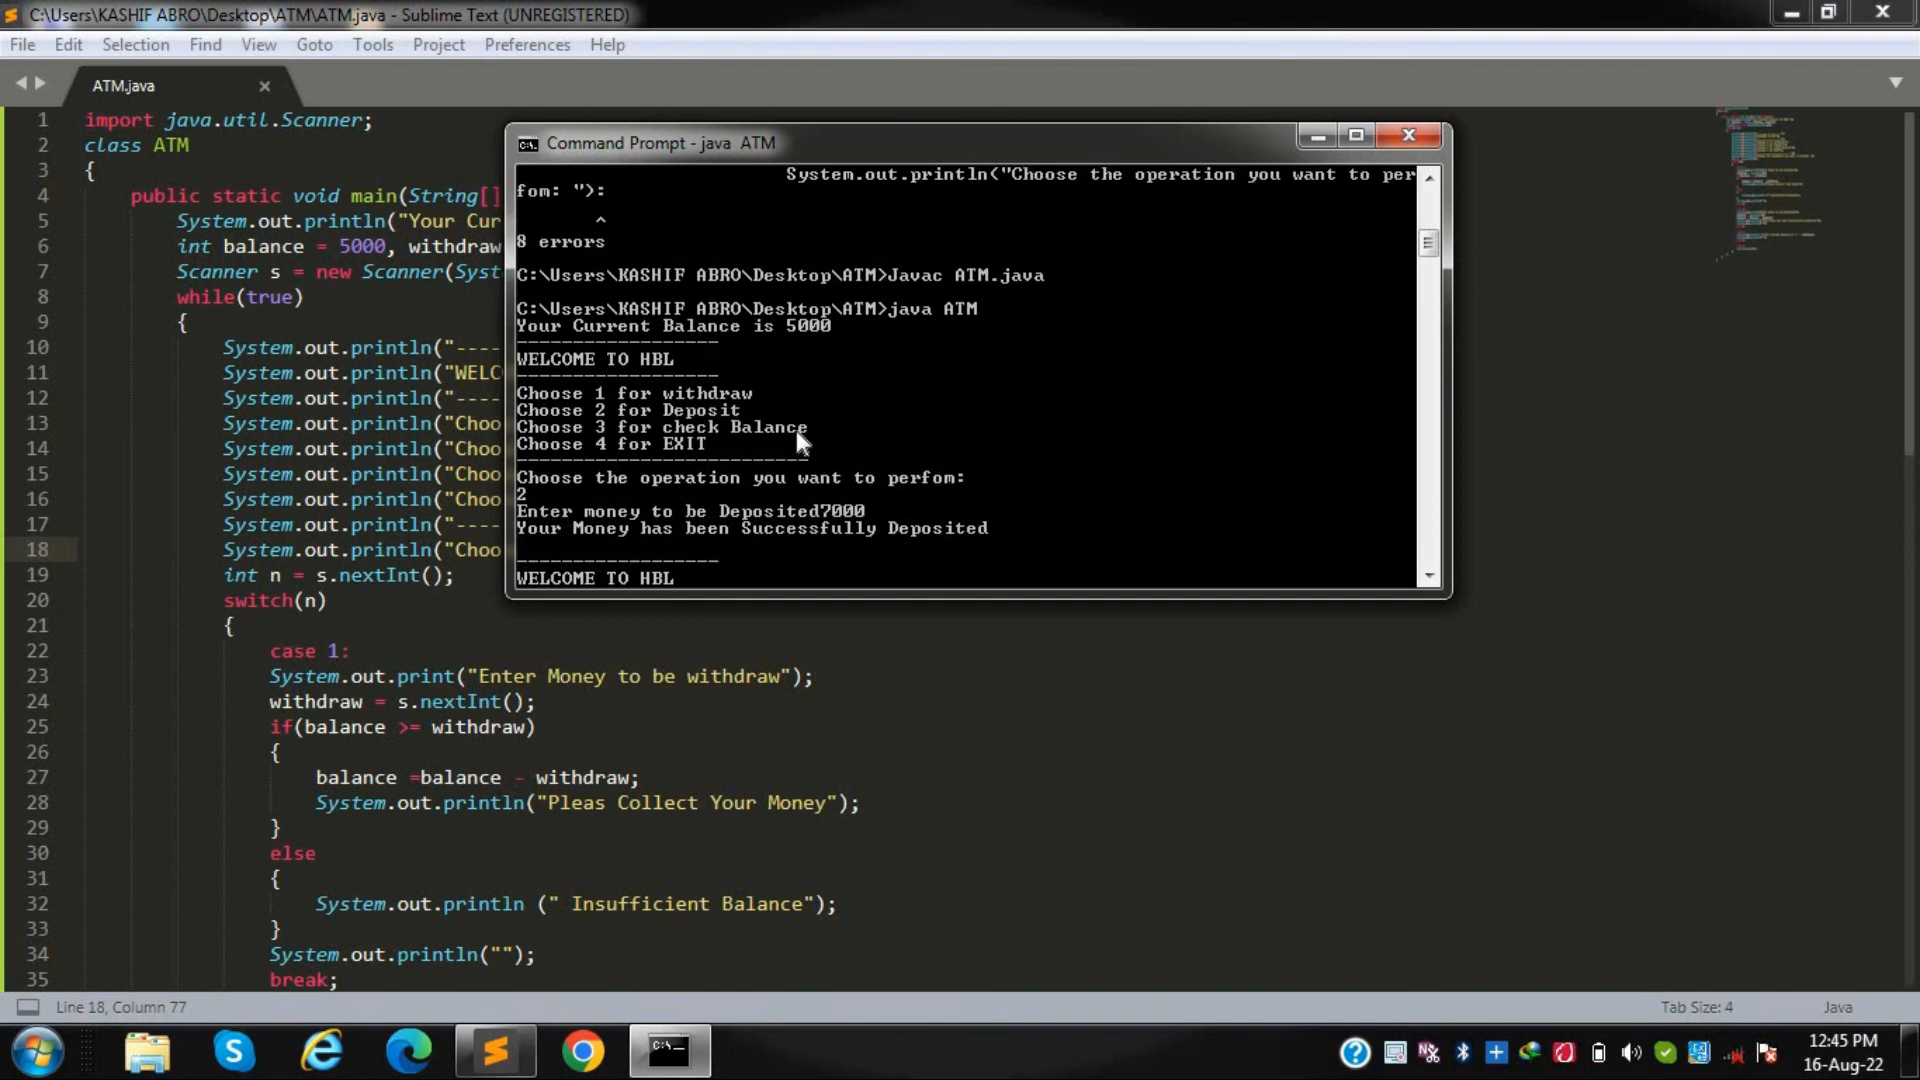 C:\Users\KASHIF ABRO\Desktop\ATM\ATM.java - Sublime Text (UNREGISTERED)
File Edit Selection Find View Goto Tools Project Preferences Help
ATM.java
1 import java.util.Scanner;
2 class ATM
3 {
4 public static void main(String[]
5 System.out.println("Your Cur
6 int balance = 5000, withdraw
7 Scanner s = new Scanner(Syst
8 while(true)
9 {
10 System.out.println("----
11 System.out.println("WELC
12 System.out.println("----
13 System.out.println("Choo
14 System.out.println("Choo
15 System.out.println("Choo
16 System.out.println("Choo
17 System.out.println("----
18 System.out.println("Choo
19 int n = s.nextInt();
20 switch(n)
21 {
22 case 1:
23 System.out.print("Enter Money to be withdraw");
24 withdraw = s.nextInt();
25 if(balance >= withdraw)
26 {
27 balance =balance - withdraw;
28 System.out.println("Pleas Collect Your Money");
29 }
30 else
31 {
32 System.out.println (" Insufficient Balance");
33 }
34 System.out.println("");
35 break;
Command Prompt - java  ATM
System.out.println("Choose the operation you want to per
fom: "):
^
8 errors
C:\Users\KASHIF ABRO\Desktop\ATM>Javac ATM.java
C:\Users\KASHIF ABRO\Desktop\ATM>java ATM
Your Current Balance is 5000
------------------
WELCOME TO HBL
------------------
Choose 1 for withdraw
Choose 2 for Deposit
Choose 3 for check Balance
Choose 4 for EXIT
--------------------------
Choose the operation you want to perfom:
2
Enter money to be Deposited7000
Your Money has been Successfully Deposited
------------------
WELCOME TO HBL
Line 18, Column 77
Tab Size: 4
Java
12:45 PM
16-Aug-22